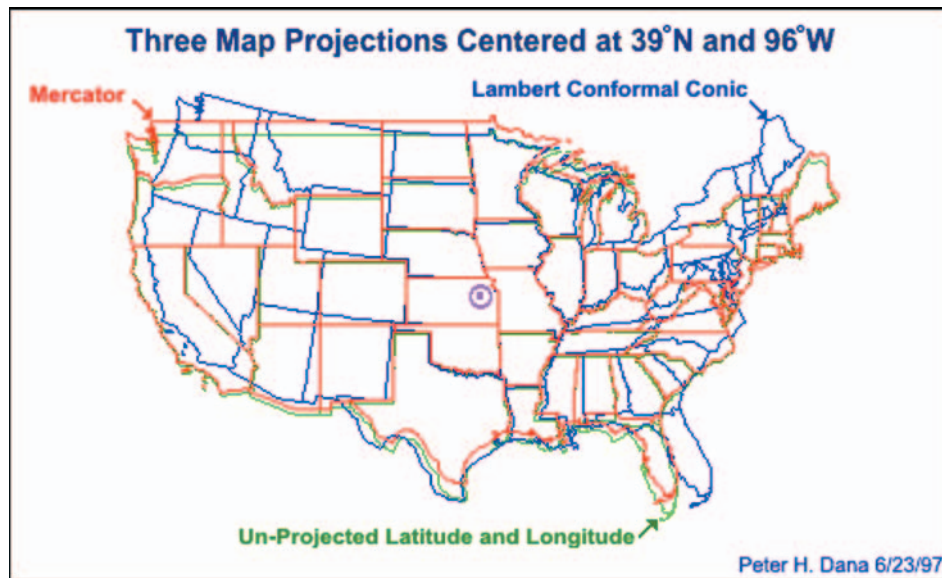 Three Map Projections Centered at 39°N and 96°W
Mercator
Lambert Conformal Conic
Un-Projected Latitude and Longitude
Peter H. Dana 6/23/97